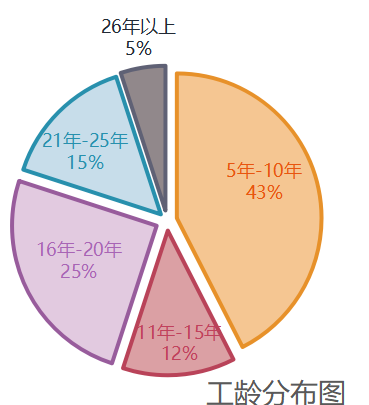 26年以上
5%
21年-25年
15%
5年-10年
43%
16年-20年
25%
11年-15年
12%
工龄分布图